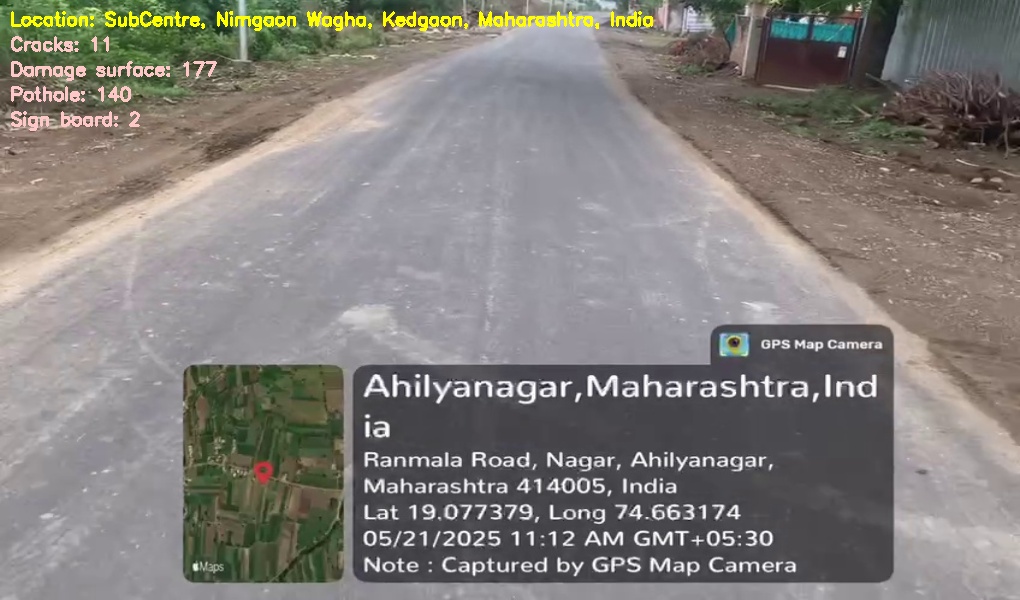 Location: SubCentre, Nimgaon Wagha, Kedgaon, Maharashtra, India
Cracks: 11
Damage surface: 177
Pothole: 140
Sign board: 2
GPS Map Camera
Ahilyanagar,Maharashtra,Ind
ia
Ranmala Road, Nagar, Ahilyanagar,
Maharashtra 414005, India
Lat 19.077379, Long 74.663174
05/21/2025 11:12 AM GMT+05:30
Note : Captured by GPS Map Camera
Maps